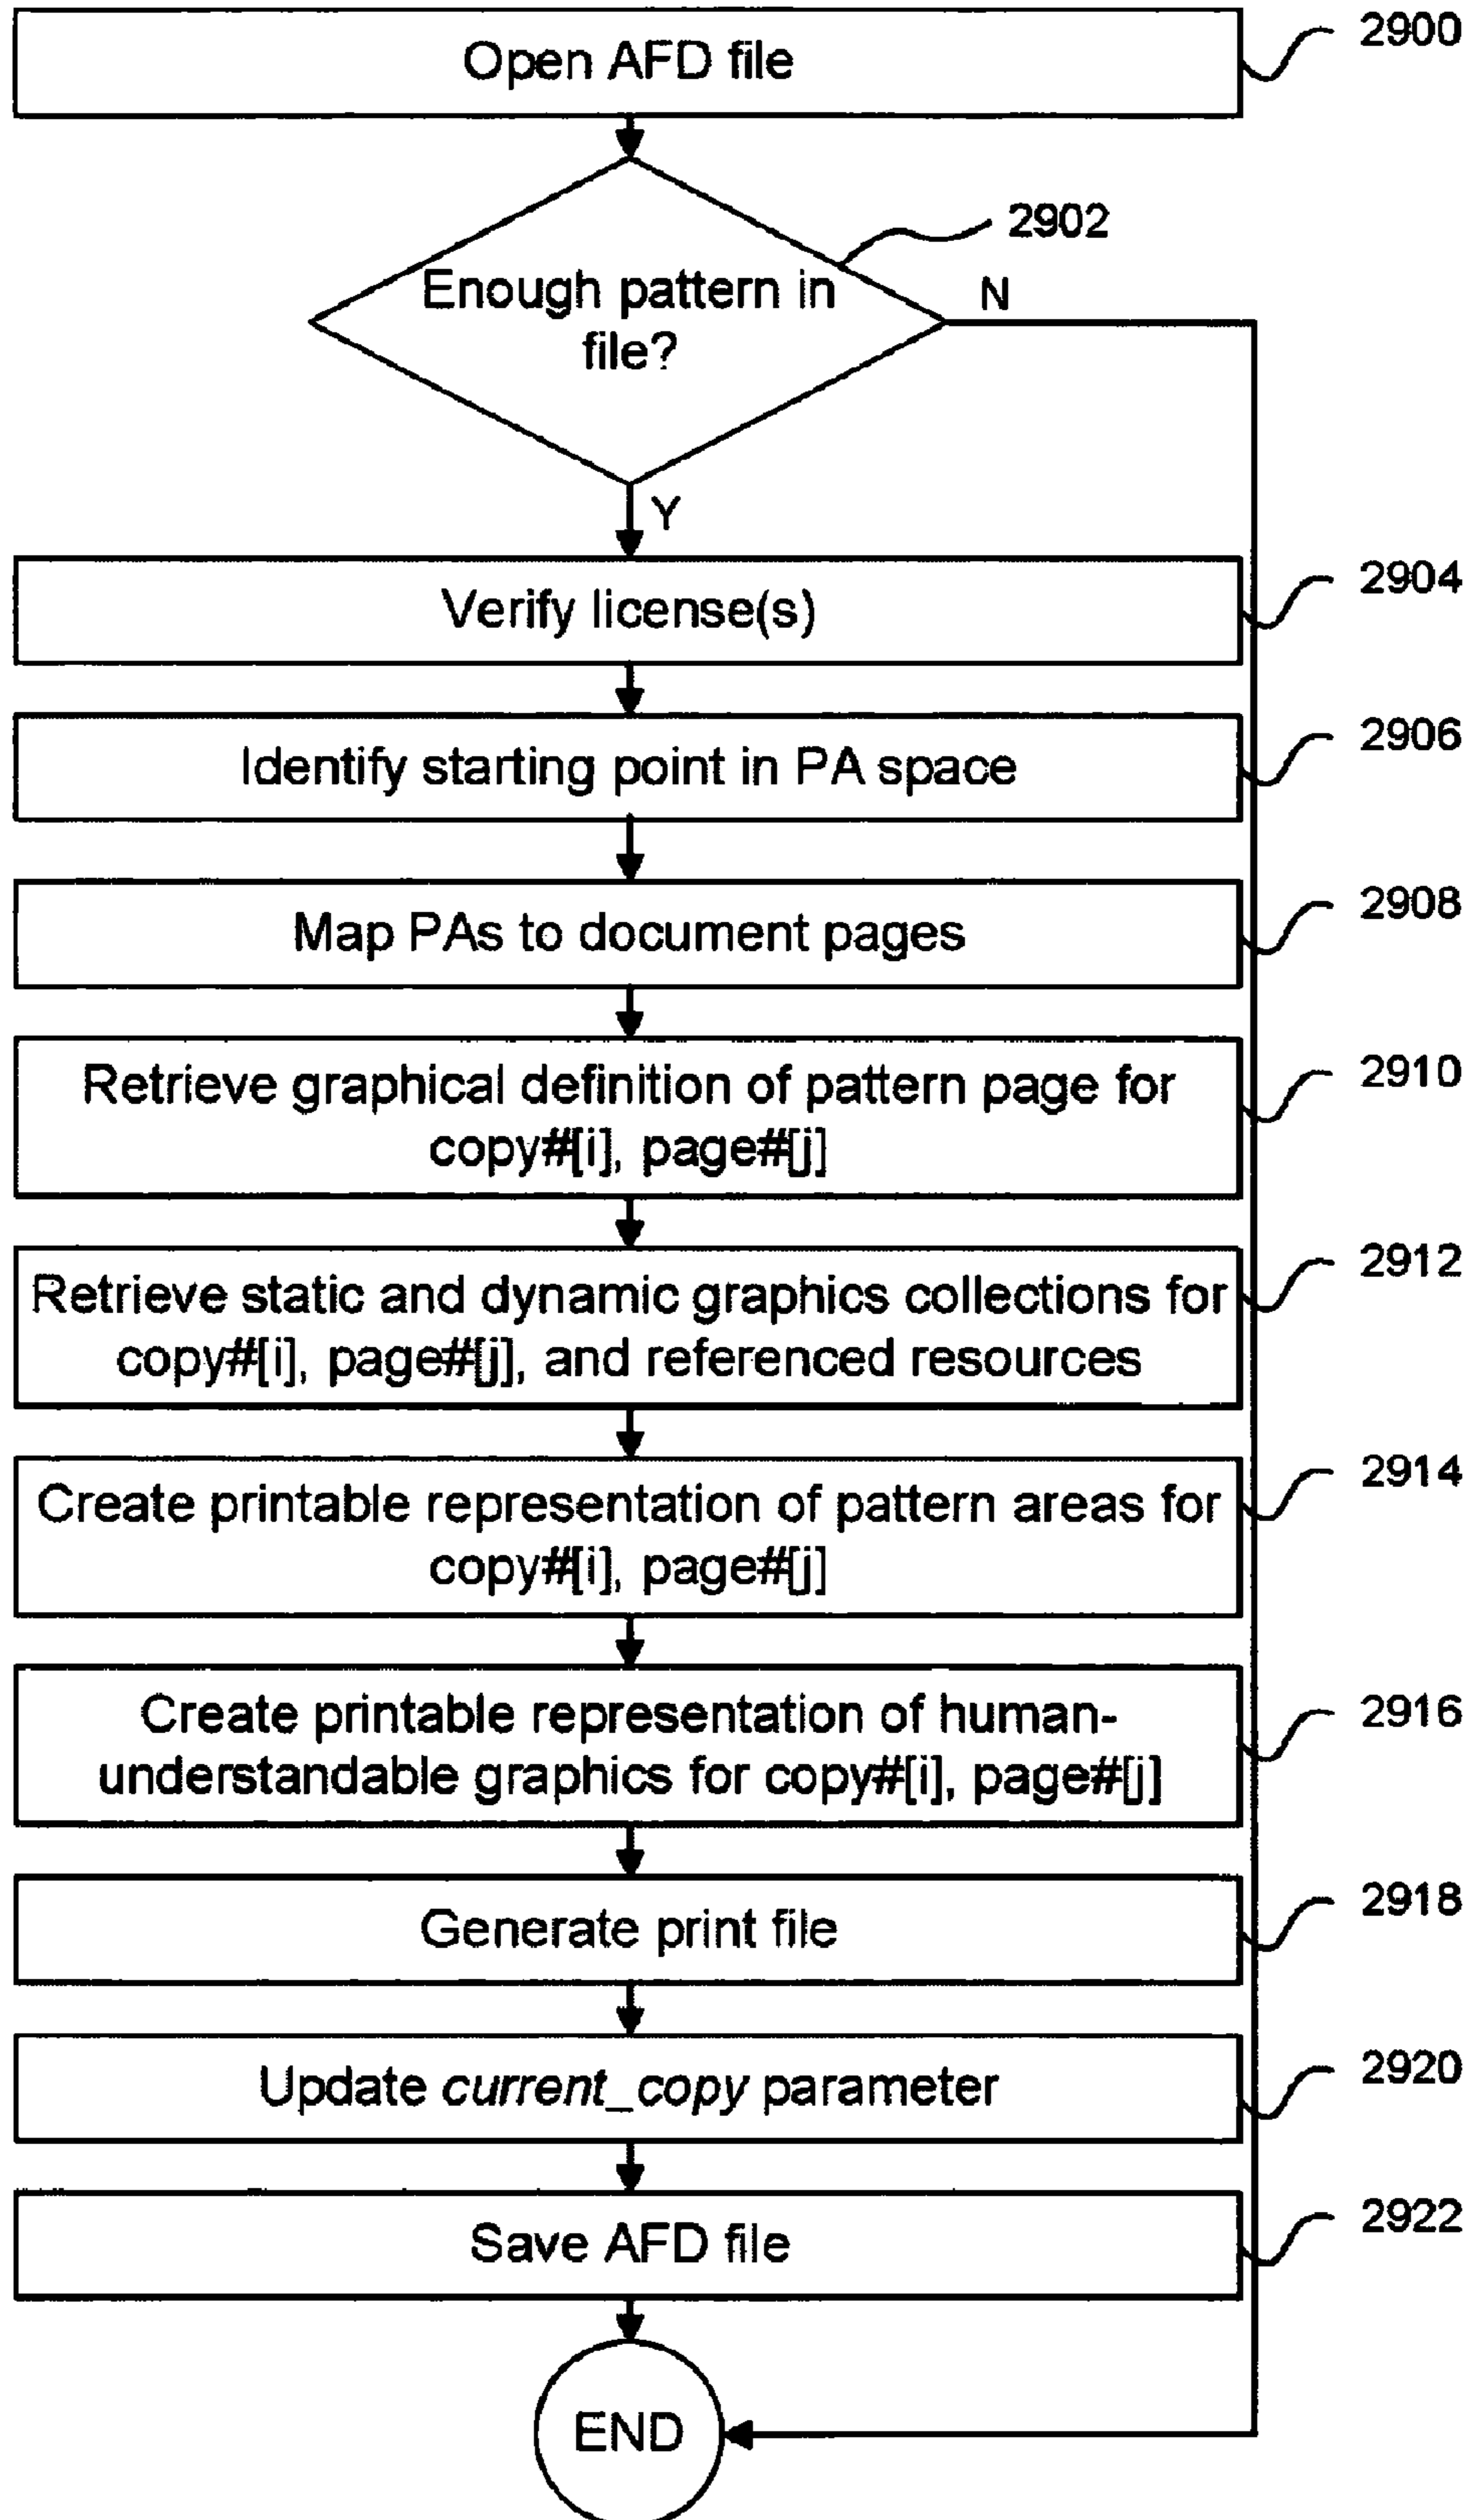 Open AFD file
2900
2902
Enough pattern in
file?
N
Y
Verify license(s)
2904
Identify starting point in PA space
2906
Map PAs to document pages
2908
Retrieve graphical definition of pattern page for
copy#[i], page#[j]
2910
Retrieve static and dynamic graphics collections for
copy#[i], page#[j], and referenced resources
2912
Create printable representation of pattern areas for
copy#[i], page#[j]
2914
Create printable representation of human-
understandable graphics for copy#[i], page#[j]
2916
Generate print file
2918
Update current_copy parameter
2920
Save AFD file
2922
END